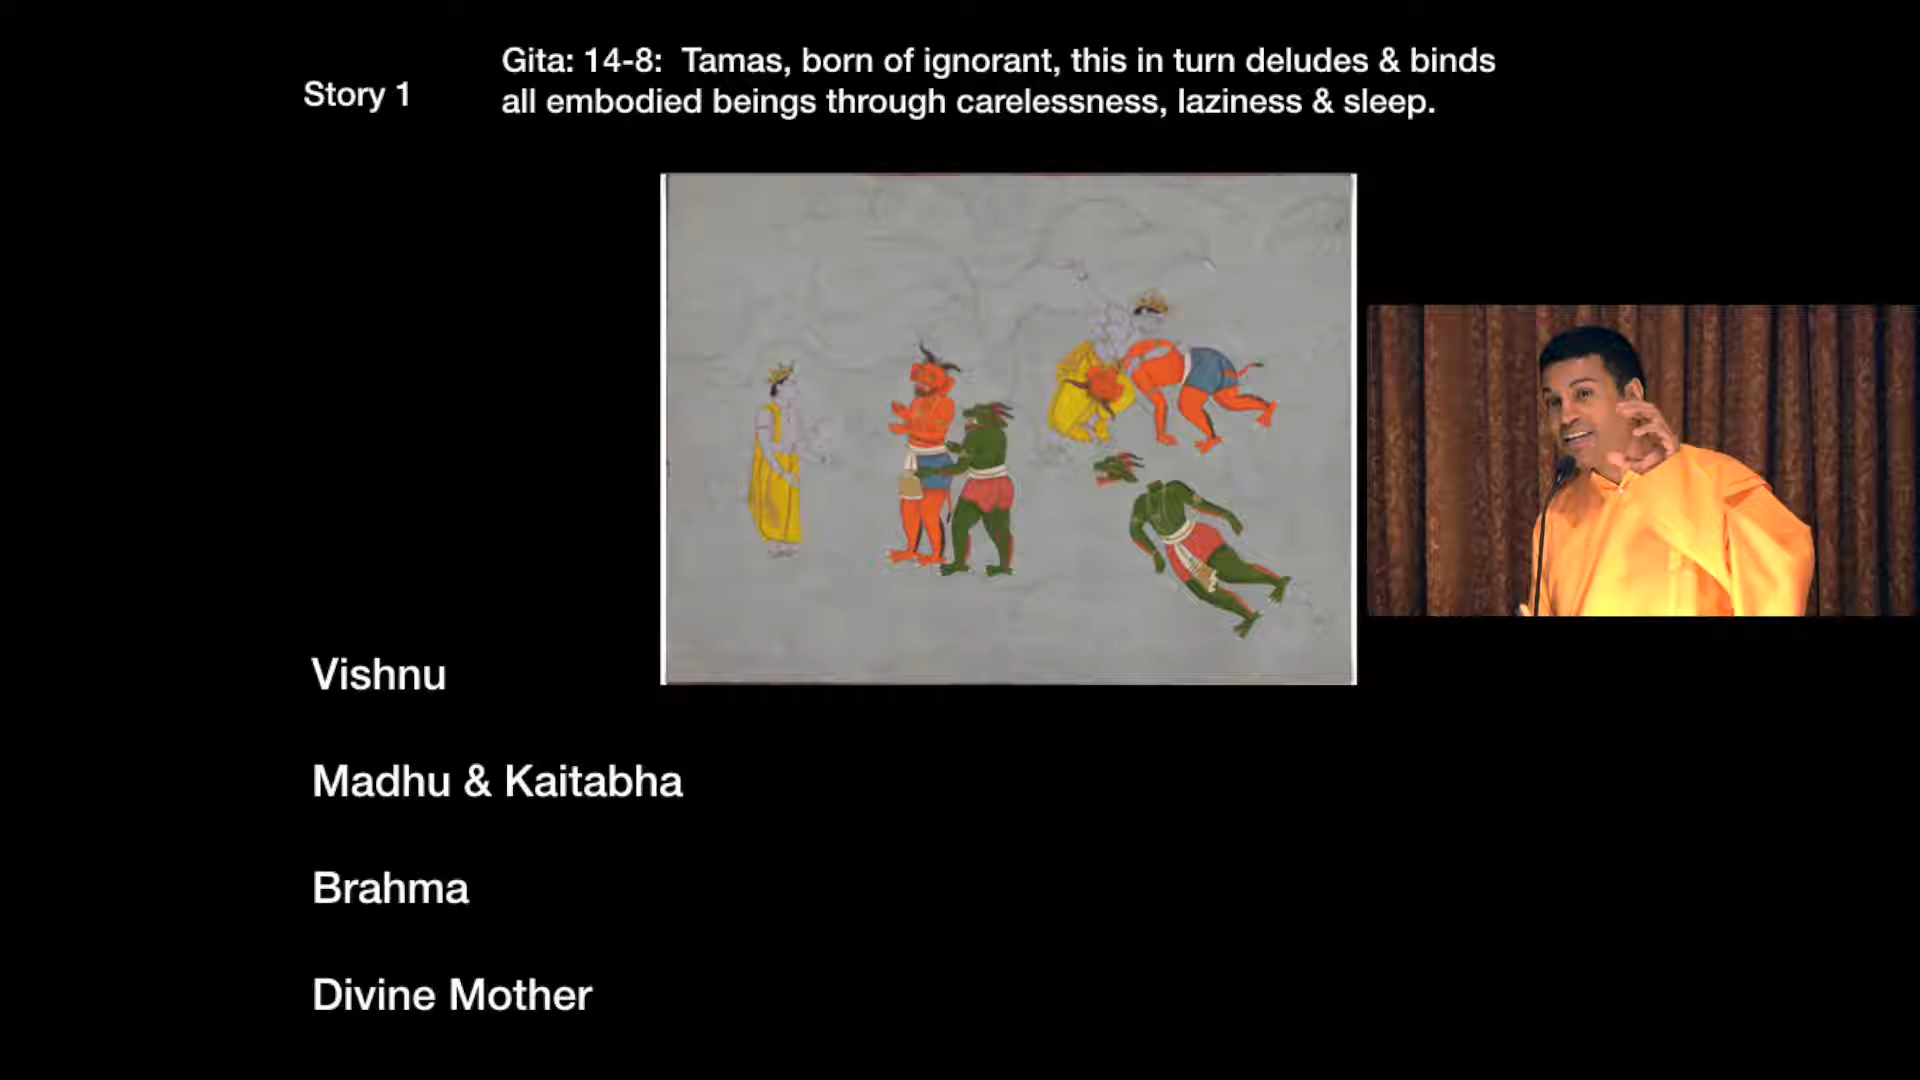 Story 1
Gita: 14-8: Tamas, born of ignorant, this in turn deludes & binds
all embodied beings through carelessness, laziness & sleep.
Vishnu
Madhu & Kaitabha
Brahma
Divine Mother